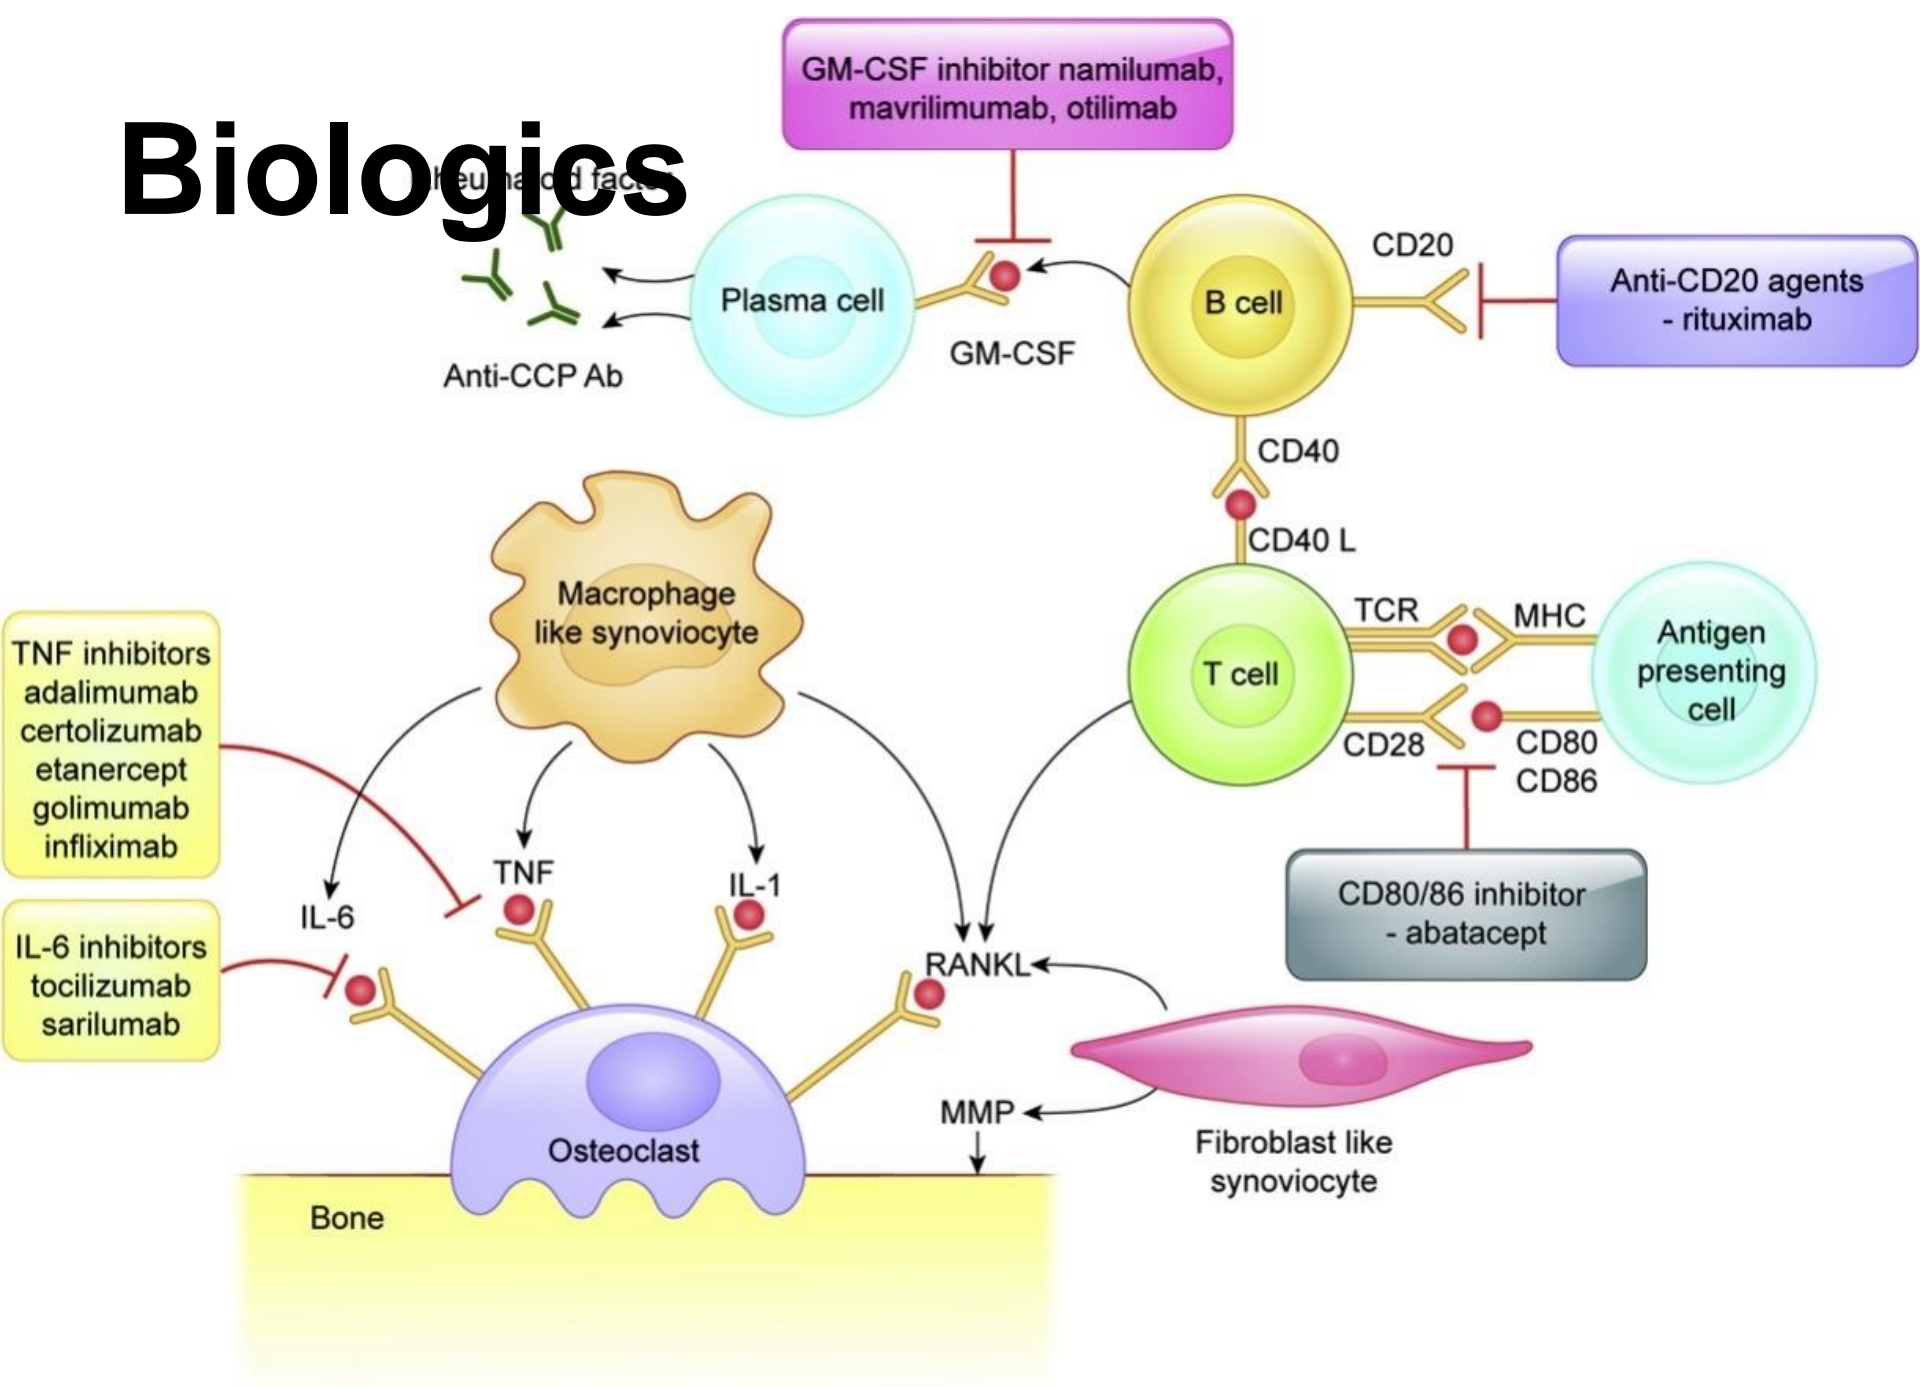 GM-CSF inhibitor namilumab,
mavrilimumab, otilimab
Biologics
Rheumatoid factor
Plasma cell
GM-CSF
B cell
CD20
Anti-CD20 agents
- rituximab
Anti-CCP Ab
CD40
CD40 L
Macrophage
like synoviocyte
T cell
TCR
MHC
CD28
CD80
CD86
Antigen
presenting
cell
TNF inhibitors
adalimumab
certolizumab
etanercept
golimumab
infliximab
TNF
IL-1
IL-6
IL-6 inhibitors
tocilizumab
sarilumab
RANKL
CD80/86 inhibitor
- abatacept
MMP
Osteoclast
Fibroblast like
synoviocyte
Bone